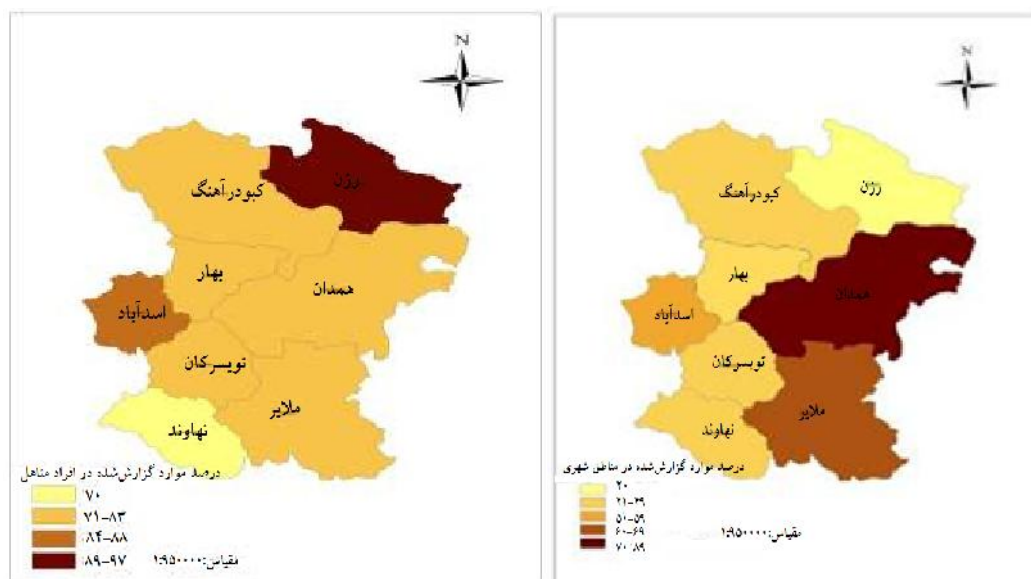 N
رزن
کبودرآهنگ
بهار
همدان
اسدآباد
تویسرکان
ملایر
نهاوند
درصد موارد گزارش‌شده در افراد متاهل
۷۰
۷۱-۸۳
۸۴-۸۸
۸۹-۹۷
مقیاس:۱:۹۵۰۰۰۰
N
رزن
کبودرآهنگ
بهار
همدان
اسدآباد
تویسرکان
ملایر
نهاوند
درصد موارد گزارش‌شده در مناطق شهری
۲۰
۵۱-۵۹
۶۰-۶۹
۷۰-۸۹
مقیاس:۱:۹۵۰۰۰۰